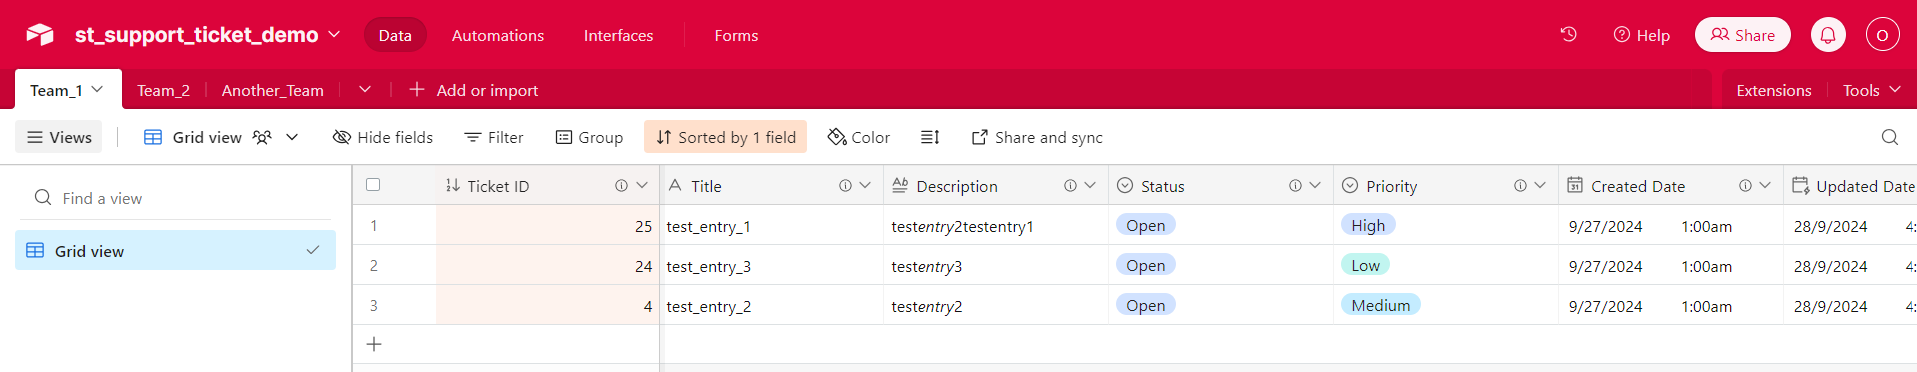 st_support_ticket_demo Data Automations Interfaces Forms Help Share O
Team_1 Team_2 Another_Team Add or import Extensions Tools
Views Grid view Hide fields Filter Group Sorted by 1 field Color Share and sync
Find a view
Grid view
Ticket ID Title Description Status Priority Created Date Updated Date
1 25 test_entry_1 testentry2testentry1 Open High 9/27/2024 1:00am 28/9/2024 4:
2 24 test_entry_3 testentry3 Open Low 9/27/2024 1:00am 28/9/2024 4:
3 4 test_entry_2 testentry2 Open Medium 9/27/2024 1:00am 28/9/2024 4: